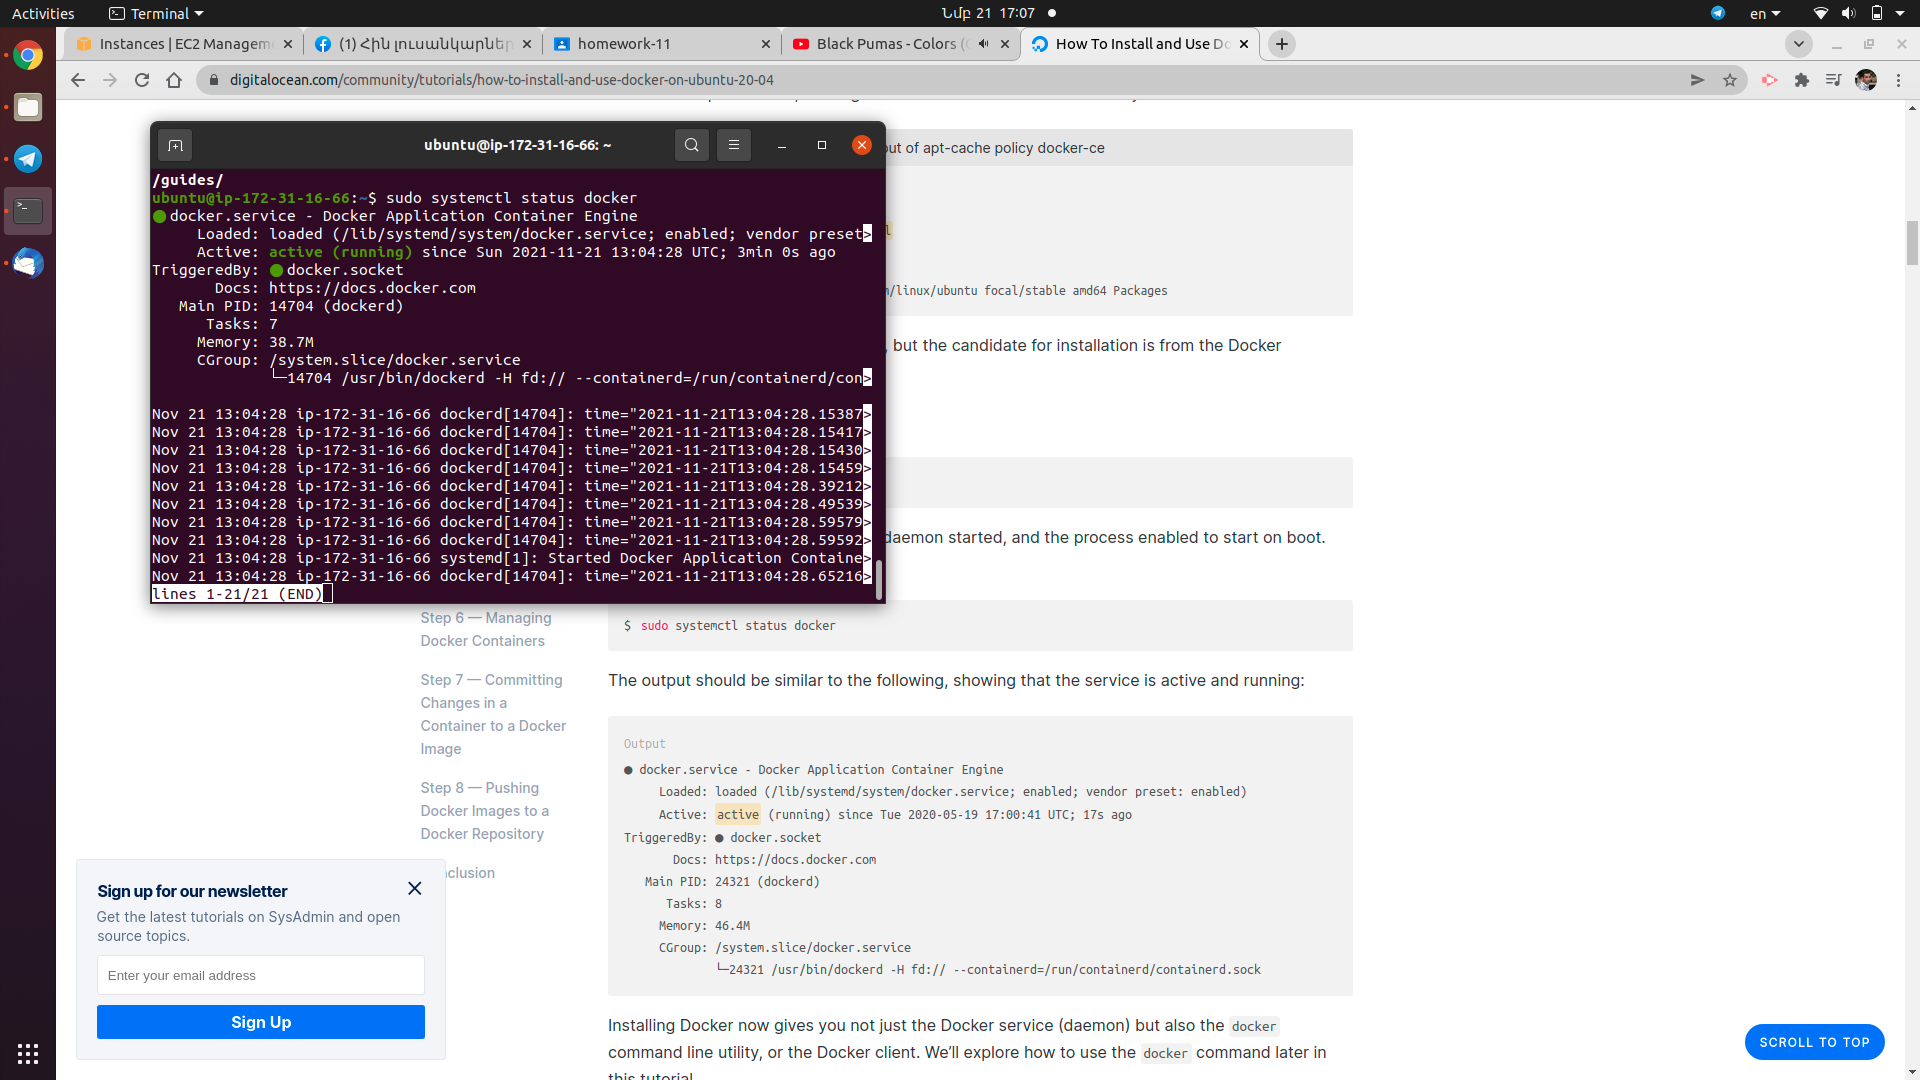 Activities
Terminal
Նմբ 21 17:07
en
Instances | EC2 Managem
(1) Հին լուսանկարներ
homework-11
Black Pumas - Colors (
How To Install and Use Do
digitalocean.com/community/tutorials/how-to-install-and-use-docker-on-ubuntu-20-04
ubuntu@ip-172-31-16-66: ~
/guides/
ubuntu@ip-172-31-16-66:~$ sudo systemctl status docker
● docker.service - Docker Application Container Engine
Loaded: loaded (/lib/systemd/system/docker.service; enabled; vendor preset>
Active: active (running) since Sun 2021-11-21 13:04:28 UTC; 3min 0s ago
TriggeredBy: ● docker.socket
Docs: https://docs.docker.com
Main PID: 14704 (dockerd)
Tasks: 7
Memory: 38.7M
CGroup: /system.slice/docker.service
└─14704 /usr/bin/dockerd -H fd:// --containerd=/run/containerd/con>
Nov 21 13:04:28 ip-172-31-16-66 dockerd[14704]: time="2021-11-21T13:04:28.15387>
Nov 21 13:04:28 ip-172-31-16-66 dockerd[14704]: time="2021-11-21T13:04:28.15417>
Nov 21 13:04:28 ip-172-31-16-66 dockerd[14704]: time="2021-11-21T13:04:28.15430>
Nov 21 13:04:28 ip-172-31-16-66 dockerd[14704]: time="2021-11-21T13:04:28.15459>
Nov 21 13:04:28 ip-172-31-16-66 dockerd[14704]: time="2021-11-21T13:04:28.39212>
Nov 21 13:04:28 ip-172-31-16-66 dockerd[14704]: time="2021-11-21T13:04:28.49539>
Nov 21 13:04:28 ip-172-31-16-66 dockerd[14704]: time="2021-11-21T13:04:28.59579>
Nov 21 13:04:28 ip-172-31-16-66 dockerd[14704]: time="2021-11-21T13:04:28.59592>
Nov 21 13:04:28 ip-172-31-16-66 systemd[1]: Started Docker Application Containe>
Nov 21 13:04:28 ip-172-31-16-66 dockerd[14704]: time="2021-11-21T13:04:28.65216>
lines 1-21/21 (END)
ut of apt-cache policy docker-ce
/linux/ubuntu focal/stable amd64 Packages
, but the candidate for installation is from the Docker
daemon started, and the process enabled to start on boot.
Step 6 — Managing
Docker Containers
Step 7 — Committing
Changes in a
Container to a Docker
Image
Step 8 — Pushing
Docker Images to a
Docker Repository
nclusion
$ sudo systemctl status docker
The output should be similar to the following, showing that the service is active and running:
Output
● docker.service - Docker Application Container Engine
Loaded: loaded (/lib/systemd/system/docker.service; enabled; vendor preset: enabled)
Active: active (running) since Tue 2020-05-19 17:00:41 UTC; 17s ago
TriggeredBy: ● docker.socket
Docs: https://docs.docker.com
Main PID: 24321 (dockerd)
Tasks: 8
Memory: 46.4M
CGroup: /system.slice/docker.service
└─24321 /usr/bin/dockerd -H fd:// --containerd=/run/containerd/containerd.sock
Installing Docker now gives you not just the Docker service (daemon) but also the docker
command line utility, or the Docker client. We’ll explore how to use the docker command later in
this tutorial
Sign up for our newsletter
Get the latest tutorials on SysAdmin and open
source topics.
Enter your email address
Sign Up
SCROLL TO TOP